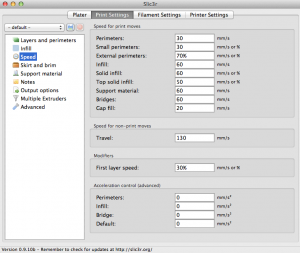 Slic3r
Plater
Print Settings
Filament Settings
Printer Settings
- default -
Layers and perimeters
Infill
Speed
Skirt and brim
Support material
Notes
Output options
Multiple Extruders
Advanced
Speed for print moves
Perimeters: 30 mm/s
Small perimeters: 30 mm/s or %
External perimeters: 70% mm/s or %
Infill: 60 mm/s
Solid infill: 60 mm/s or %
Top solid infill: 50 mm/s or %
Support material: 60 mm/s
Bridges: 60 mm/s
Gap fill: 20 mm/s
Speed for non-print moves
Travel: 130 mm/s
Modifiers
First layer speed: 30% mm/s or %
Acceleration control (advanced)
Perimeters: 0 mm/s²
Infill: 0 mm/s²
Bridge: 0 mm/s²
Default: 0 mm/s²
Version 0.9.10b - Remember to check for updates at http://slic3r.org/